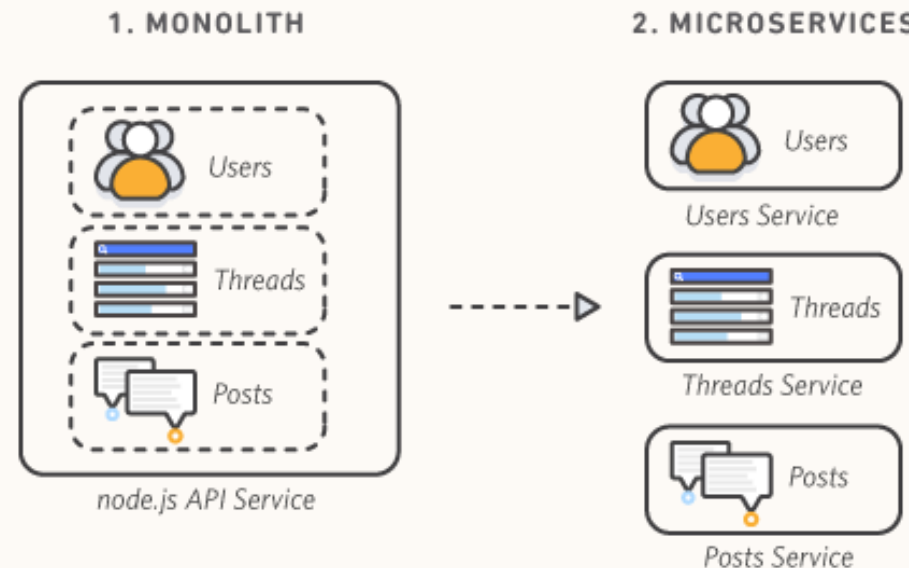 1. MONOLITH
Users
Threads
Posts
node.js API Service
2. MICROSERVICES
Users
Users Service
Threads
Threads Service
Posts
Posts Service